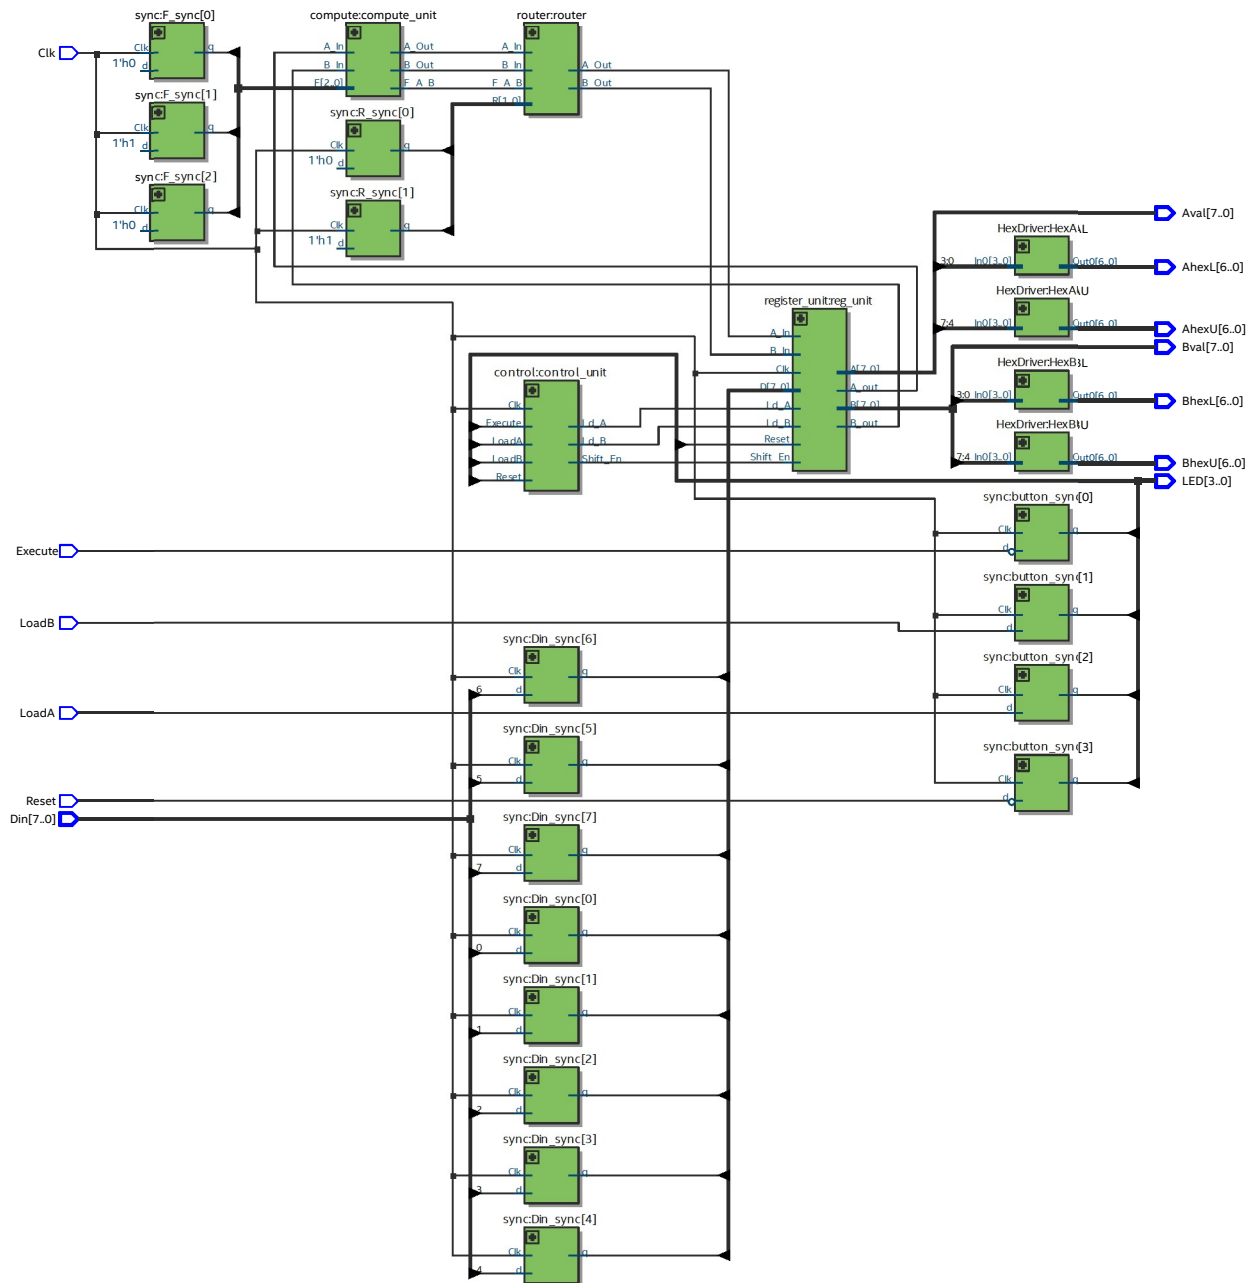 sync:F_sync[0]
Clk
1'h0
d
q
sync:F_sync[1]
Clk
1'h1
d
q
sync:F_sync[2]
Clk
1'h0
d
q
Clk
compute:compute_unit
A_In
B_In
F[2..0]
A_Out
B_Out
F_A_B
router:router
A_In
B_In
F_A_B
R[1..0]
A_Out
B_Out
sync:R_sync[0]
Clk
1'h0
d
q
sync:R_sync[1]
Clk
1'h1
d
q
register_unit:reg_unit
A_In
B_In
Clk
D[7..0]
Ld_A
Ld_B
Reset
Shift_En
A[7..0]
A_out
B[7..0]
B_out
control:control_unit
Clk
Execute
LoadA
LoadB
Reset
Ld_A
Ld_B
Shift_En
Aval[7..0]
HexDriver:HexAL
3:0
In0[3..0]
Out0[6..0]
AhexL[6..0]
HexDriver:HexAU
7:4
In0[3..0]
Out0[6..0]
AhexU[6..0]
Bval[7..0]
HexDriver:HexBL
3:0
In0[3..0]
Out0[6..0]
BhexL[6..0]
HexDriver:HexBU
7:4
In0[3..0]
Out0[6..0]
BhexU[6..0]
LED[3..0]
sync:button_sync[0]
Clk
d
q
sync:button_sync[1]
Clk
d
q
sync:button_sync[2]
Clk
d
q
sync:button_sync[3]
Clk
d
q
Execute
LoadB
LoadA
Reset
Din[7..0]
sync:Din_sync[6]
Clk
6
d
q
sync:Din_sync[5]
Clk
5
d
q
sync:Din_sync[7]
Clk
7
d
q
sync:Din_sync[0]
Clk
0
d
q
sync:Din_sync[1]
Clk
1
d
q
sync:Din_sync[2]
Clk
2
d
q
sync:Din_sync[3]
Clk
3
d
q
sync:Din_sync[4]
Clk
4
d
q